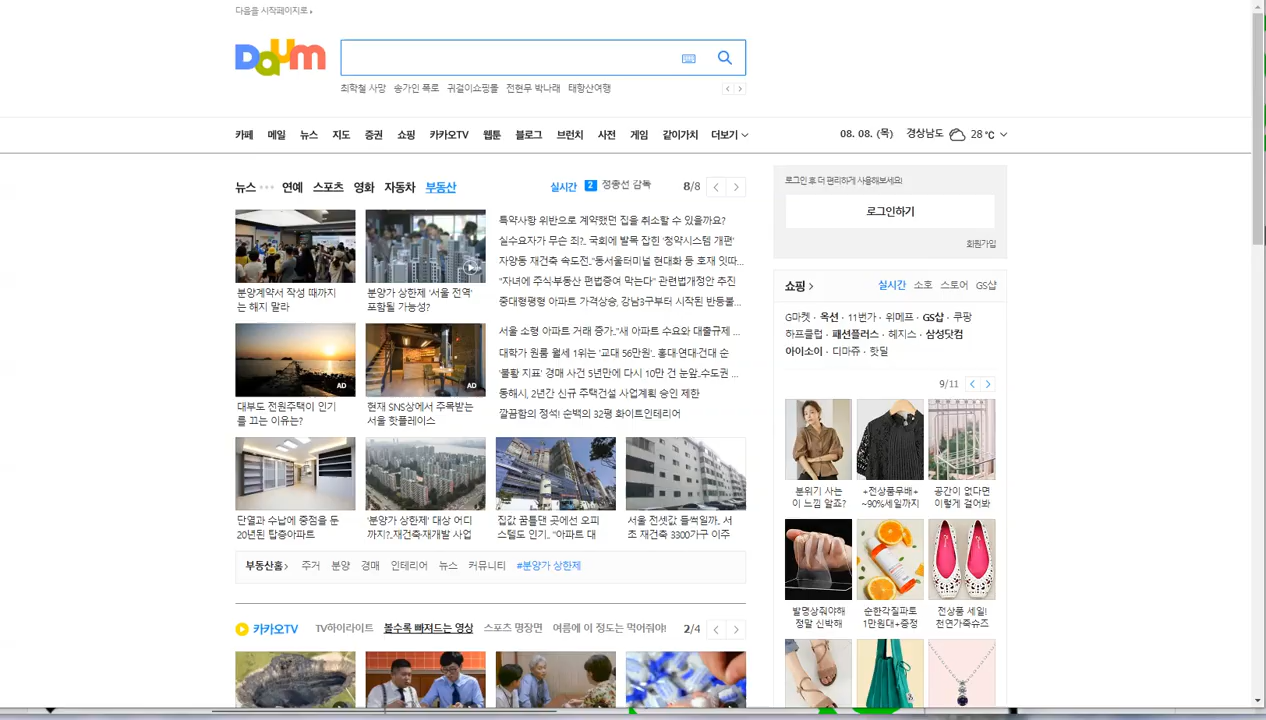 다음을 시작페이지로
Daum
최학철 사망 송가인 폭로 귀걸이쇼핑몰 전현무 박나래 태항산여행
카페 메일 뉴스 지도 증권 쇼핑 카카오TV 웹툰 블로그 브런치 사전 게임 같이가치 더보기
08. 08. (목) 경상남도 28 °C
뉴스 연예 스포츠 영화 자동차 부동산
실시간 2 정종선 감독 8/8
분양계약서 작성 때까지
는 해지 말라
분양가 상한제 '서울 전역'
포함될 가능성?
특약사항 위반으로 계약했던 집을 취소할 수 있을까요?
실수요자가 무슨 죄?.. 국회에 발목 잡힌 '청약시스템 개편'
자양동 재건축 속도전.."동서울터미널 현대화 등 호재 잇따...
"자녀에 주식·부동산 편법증여 막는다" 관련법개정안 추진
중대형평형 아파트 가격상승, 강남3구부터 시작된 반등불...
AD
대부도 전원주택이 인기
를 끄는 이유는?
AD
현재 SNS상에서 주목받는
서울 핫플레이스
서울 소형 아파트 거래 증가.."새 아파트 수요와 대출규제 ...
대학가 원룸 월세 1위는 '교대 56만원'.. 홍대·연대·건대 순
'불황 지표' 경매 사건 5년만에 다시 10만 건 눈앞..수도권 ...
동해시, 2년간 신규 주택건설 사업계획 승인 제한
깔끔함의 정석! 순백의 32평 화이트인테리어
단열과 수납에 중점을 둔
20년된 탑층아파트
'분양가 상한제' 대상 어디
까지?..재건축·재개발 사업
집값 꿈틀댄 곳에선 오피
스텔도 인기.. "아파트 대
서울 전셋값 들썩일까.. 서
초 재건축 3300가구 이주
부동산홈 주거 분양 경매 인테리어 뉴스 커뮤니티 #분양가 상한제
카카오TV TV하이라이트 볼수록 빠져드는 영상 스포츠 명장면 여름에 이 정도는 먹어줘야! 2/4
로그인 후 더 편리하게 사용해보세요!
로그인하기
회원가입
쇼핑 실시간 소호 스토어 GS샵
G마켓 · 옥션 · 11번가 · 위메프 · GS샵 · 쿠팡
하프클럽 · 패션플러스 · 헤지스 · 삼성닷컴
아이소이 · 디마쥬 · 핫딜
9/11
분위기 사는
이 느낌 알죠?
+전상품무배+
~90%세일까지
공간이 없다면
이렇게 걸어봐
발명상줘야해
정말 신박해
순한각질파토
1만원대+증정
전상품 세일!
천연가죽슈즈